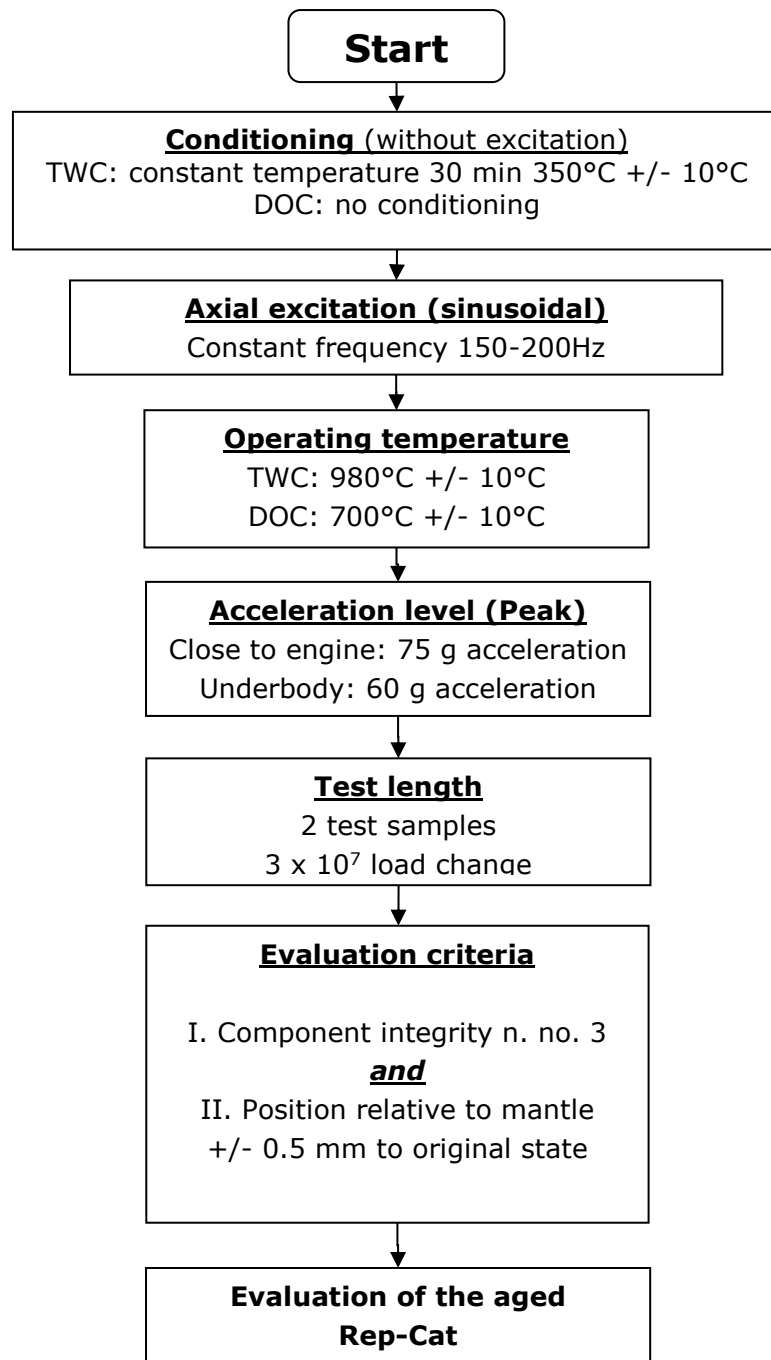 Start
Conditioning (without excitation)
TWC: constant temperature 30 min 350°C +/- 10°C
DOC: no conditioning
Axial excitation (sinusoidal)
Constant frequency 150-200Hz
Operating temperature
TWC: 980°C +/- 10°C
DOC: 700°C +/- 10°C
Acceleration level (Peak)
Close to engine: 75 g acceleration
Underbody: 60 g acceleration
Test length
2 test samples
3 x 10⁷ load change
Evaluation criteria
I. Component integrity n. no. 3
and
II. Position relative to mantle
+/- 0.5 mm to original state
Evaluation of the aged
Rep-Cat